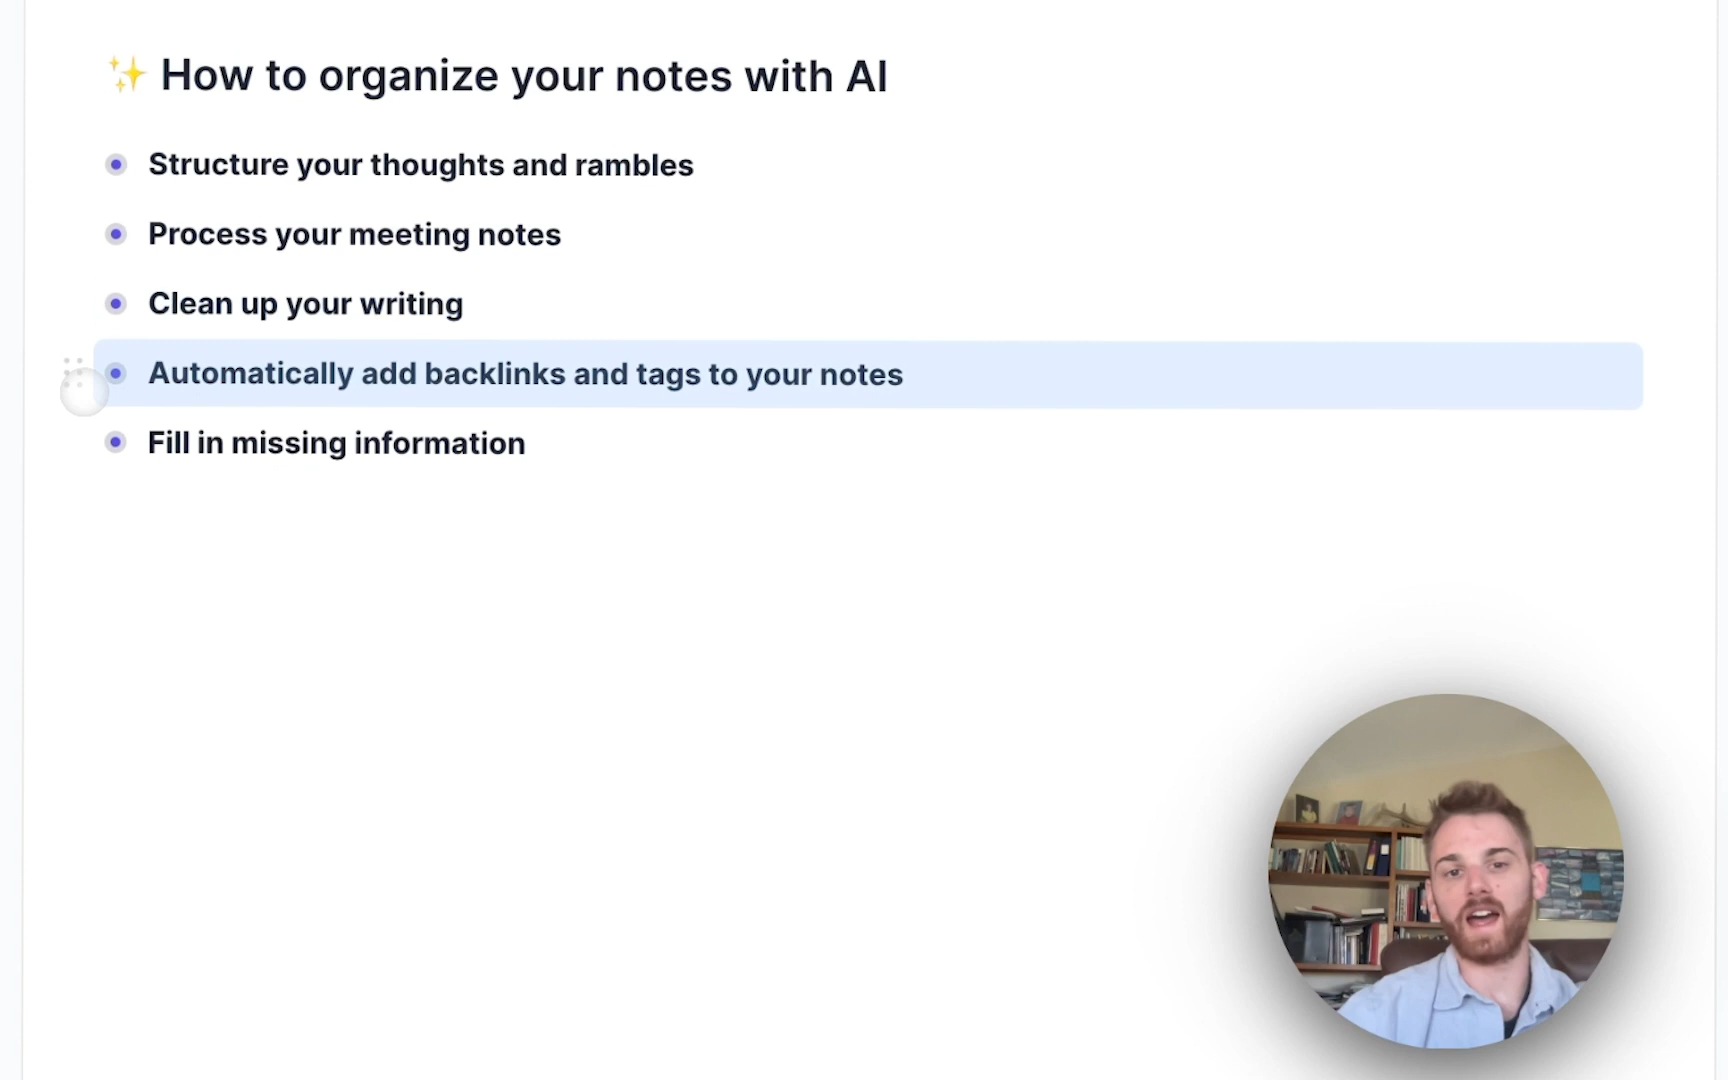 ✨ How to organize your notes with AI
Structure your thoughts and rambles
Process your meeting notes
Clean up your writing
Automatically add backlinks and tags to your notes
Fill in missing information